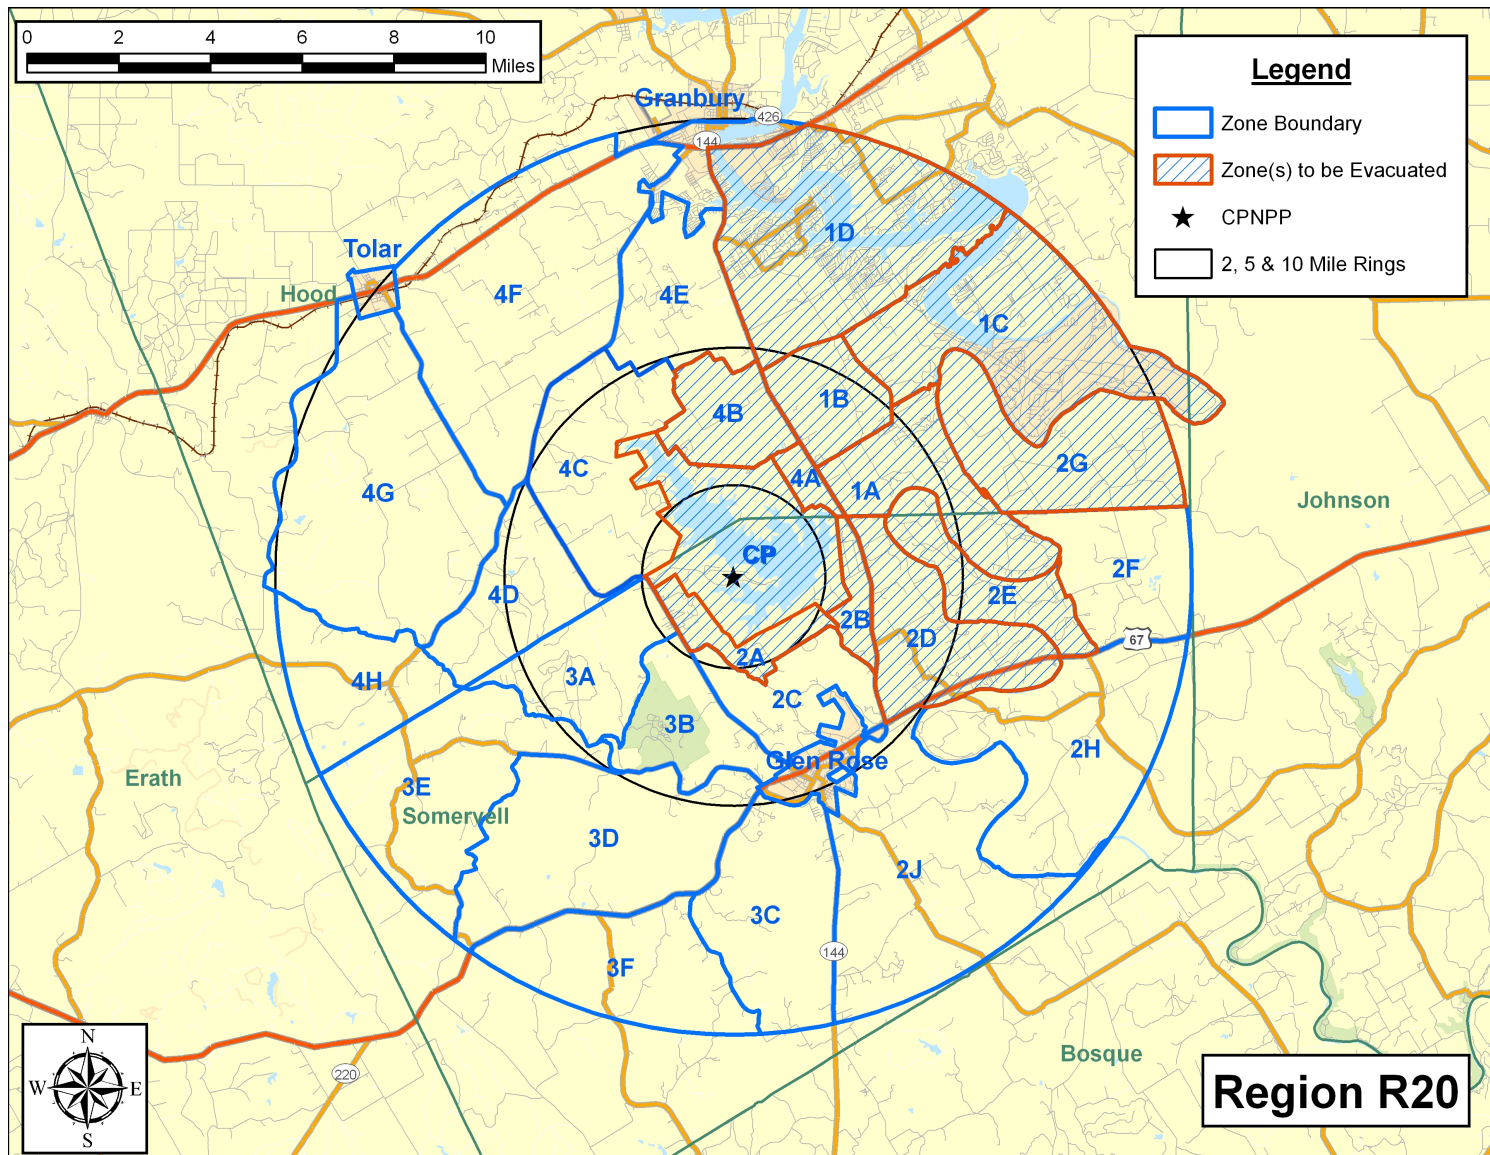 0 2 4 6 8 10
Miles
Legend
Zone Boundary
Zone(s) to be Evacuated
CPNPP
2, 5 & 10 Mile Rings
Granbury
426
144
Tolar
Hood
1D
4F
4E
1C
4B
1B
4C
4A
1A
2G
4G
Johnson
CP
2F
4D
2E
2B
2D
67
2A
3A
4H
2C
3B
2H
Glen Rose
Erath
3E
Somervell
3D
2J
3C
144
3F
Bosque
220
N
W E
S
Region R20